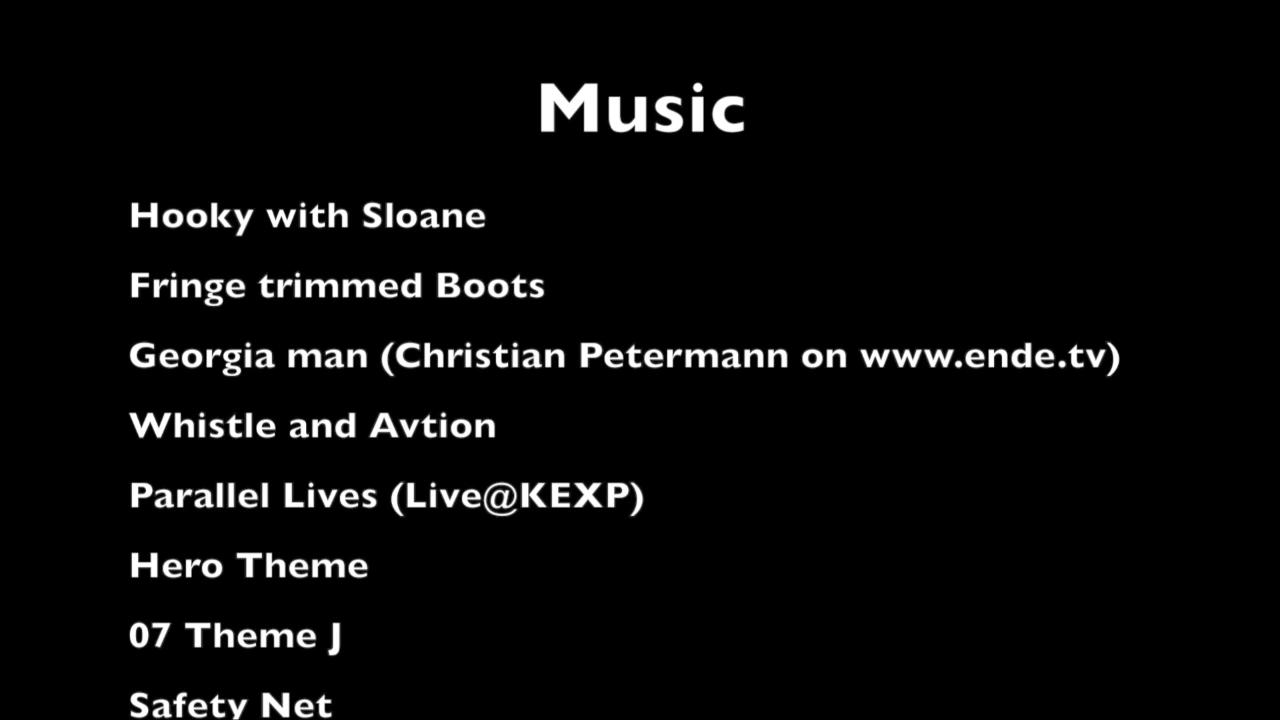 Music
Hooky with Sloane
Fringe trimmed Boots
Georgia man (Christian Petermann on www.ende.tv)
Whistle and Avtion
Parallel Lives (Live@KEXP)
Hero Theme
07 Theme J
Safety Net